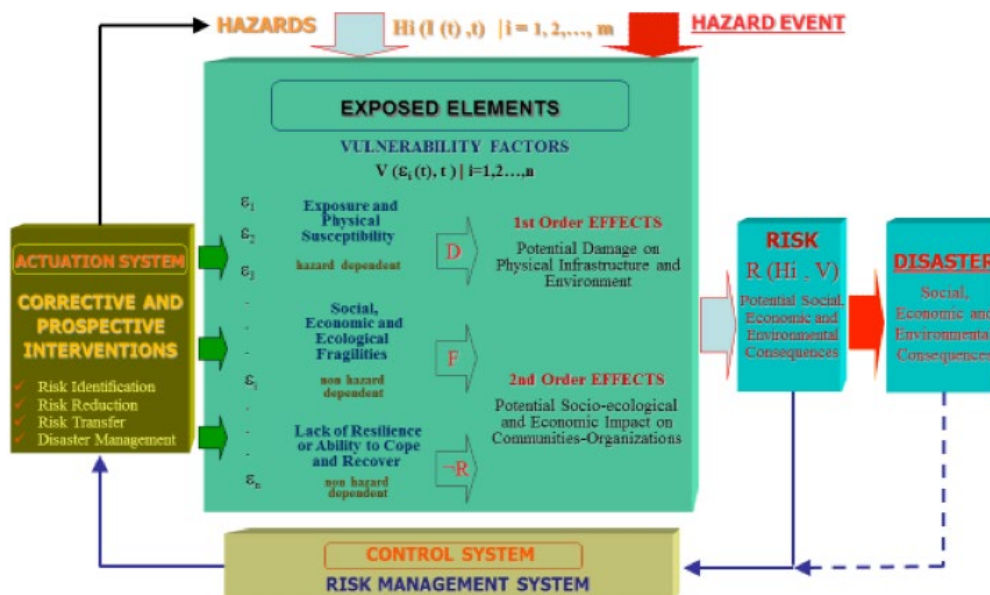 HAZARDS Hi (I (t) ,t) | i = 1, 2,..., m HAZARD EVENT
EXPOSED ELEMENTS
VULNERABILITY FACTORS
V (εi (t), t ) | i=1,2...,n
ε1
ε2
ε3
.
.
.
εi
.
.
.
εn
Exposure and
Physical
Susceptibility
hazard dependent
D
Social,
Economic and
Ecological
Fragilities
non hazard
dependent
F
Lack of Resilience
or Ability to Cope
and Recover
non hazard
dependent
¬R
1st Order EFFECTS
Potential Damage on
Physical Infrastructure and
Environment
2nd Order EFFECTS
Potential Socio-ecological
and Economic Impact on
Communities-Organizations
ACTUATION SYSTEM
CORRECTIVE AND
PROSPECTIVE
INTERVENTIONS
✓ Risk Identification
✓ Risk Reduction
✓ Risk Transfer
✓ Disaster Management
RISK
R (Hi , V)
Potential Social,
Economic and
Environmental
Consequences
DISASTER
Social,
Economic and
Environmental
Consequences
CONTROL SYSTEM
RISK MANAGEMENT SYSTEM